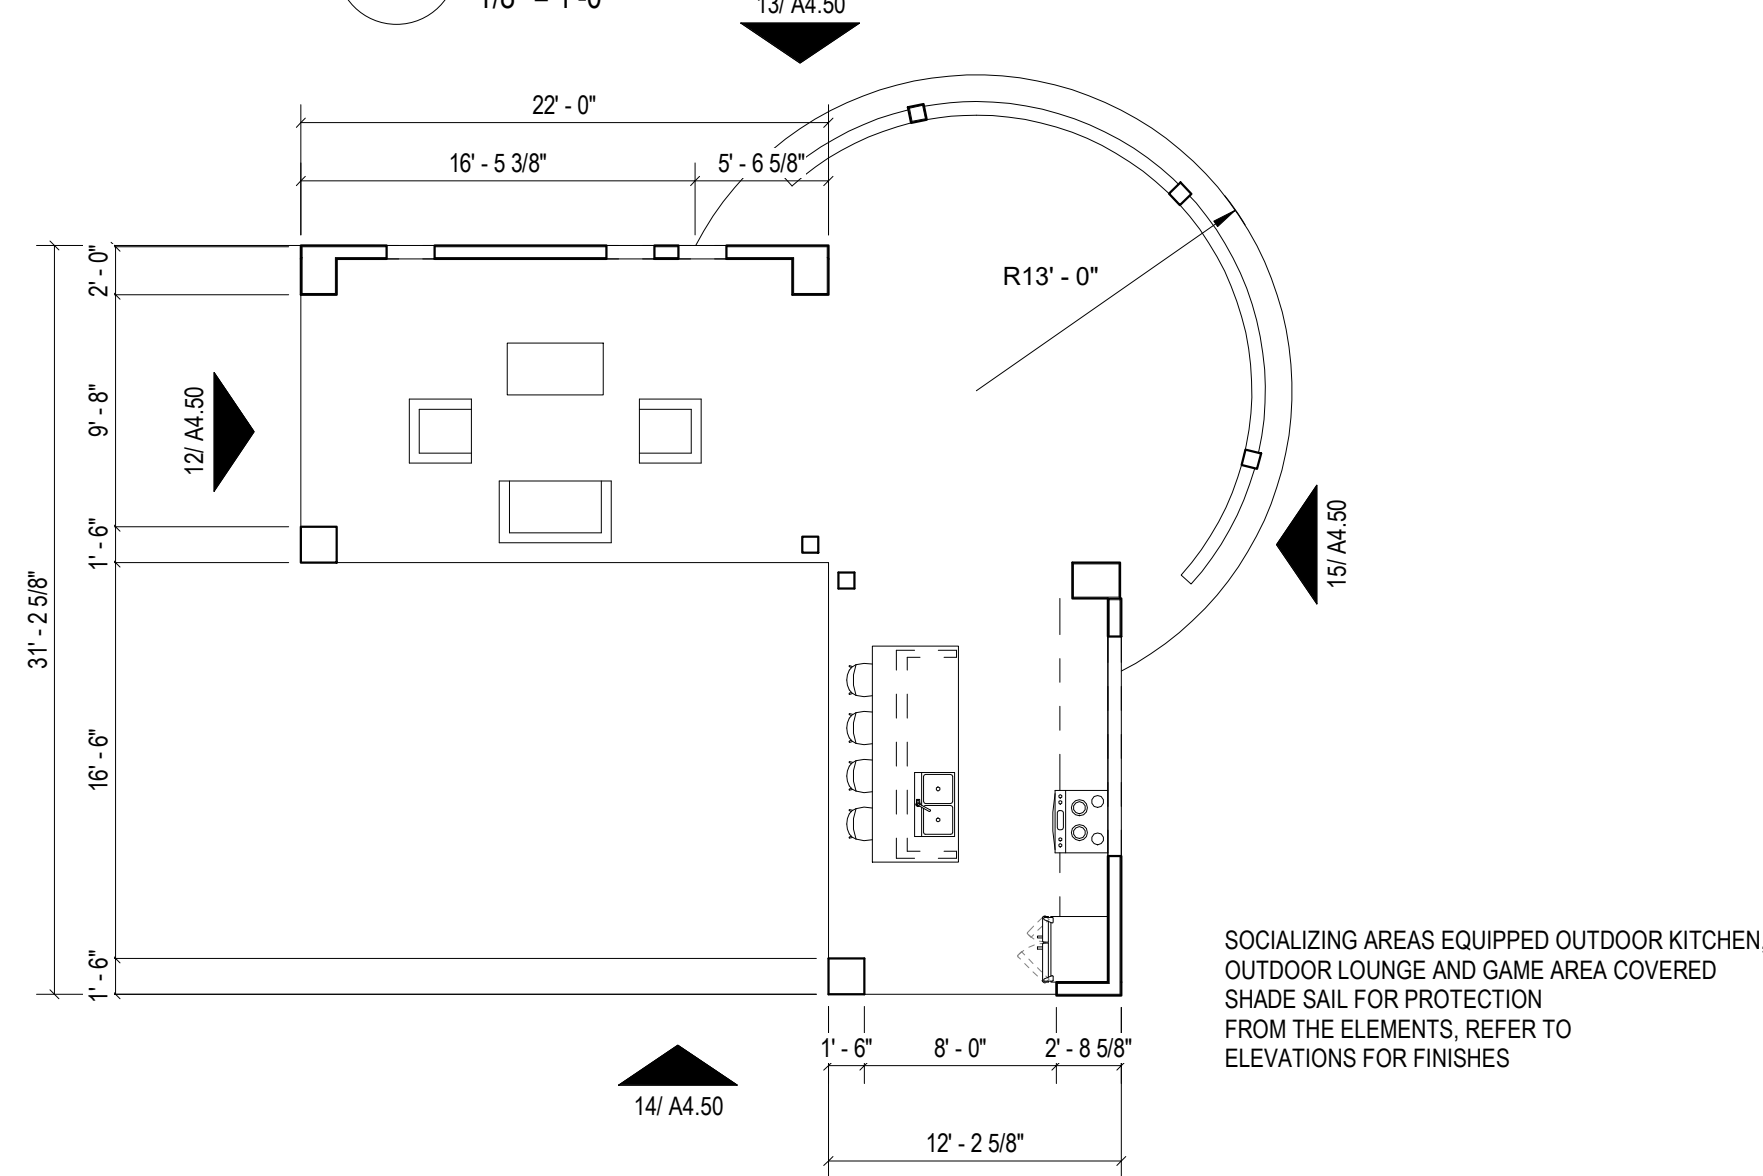 13/ A4.50
22' - 0"
16' - 5 3/8"
5' - 6 5/8"
2' - 0"
R13' - 0"
9' - 8"
12/ A4.50
1' - 6"
15/ A4.50
31' - 2 5/8"
16' - 6"
1' - 6"
SOCIALIZING AREAS EQUIPPED OUTDOOR KITCHEN,
OUTDOOR LOUNGE AND GAME AREA COVERED
SHADE SAIL FOR PROTECTION
FROM THE ELEMENTS, REFER TO
ELEVATIONS FOR FINISHES
1' - 6"
8' - 0"
2' - 8 5/8"
14/ A4.50
12' - 2 5/8"